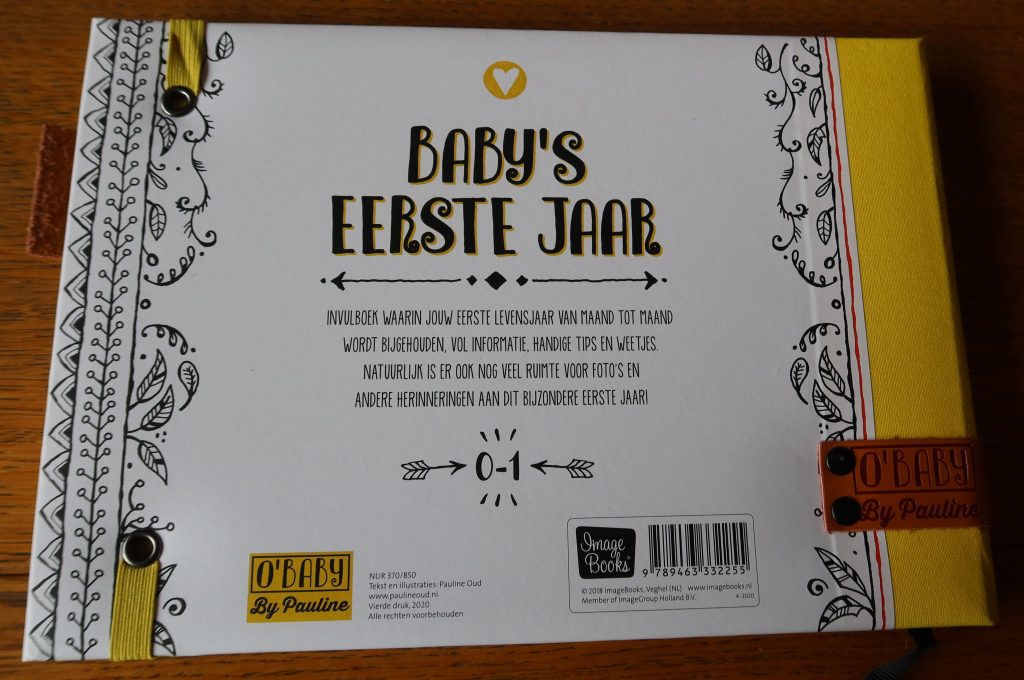 BABY'S
EERSTE JAAR
INVULBOEK WAARIN JOUW EERSTE LEVENSJAAR VAN MAAND TOT MAAND
WORDT BIJGEHOUDEN, VOL INFORMATIE, HANDIGE TIPS EN WEETJES.
NATUURLIJK IS ER OOK NOG VEEL RUIMTE VOOR FOTO'S EN
ANDERE HERINNERINGEN AAN DIT BIJZONDERE EERSTE JAAR!
0-1
O'BABY
By Pauline
O'BABY
By Pauline
NUR 370/850
Tekst en illustraties: Pauline Oud
www.paulineoud.nl
Vierde druk, 2020
Alle rechten voorbehouden
Image
Books
9 789463 332255
© 2018 ImageBooks, Veghel (NL) www.imagebooks.nl
Member of ImageGroup Holland B.V. 4-2020